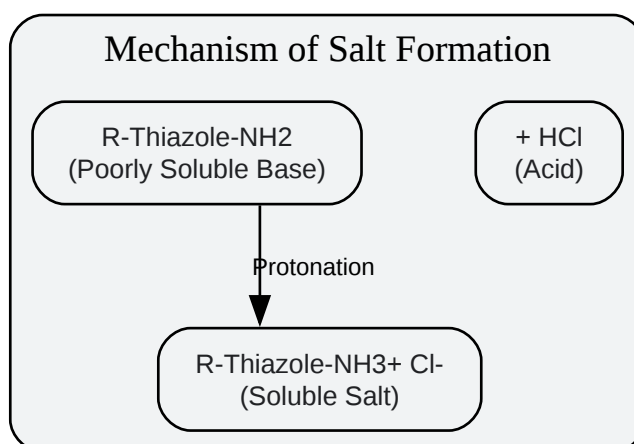 Mechanism of Salt Formation
R-Thiazole-NH2
(Poorly Soluble Base)
+ HCl
(Acid)
Protonation
R-Thiazole-NH3+ Cl-
(Soluble Salt)